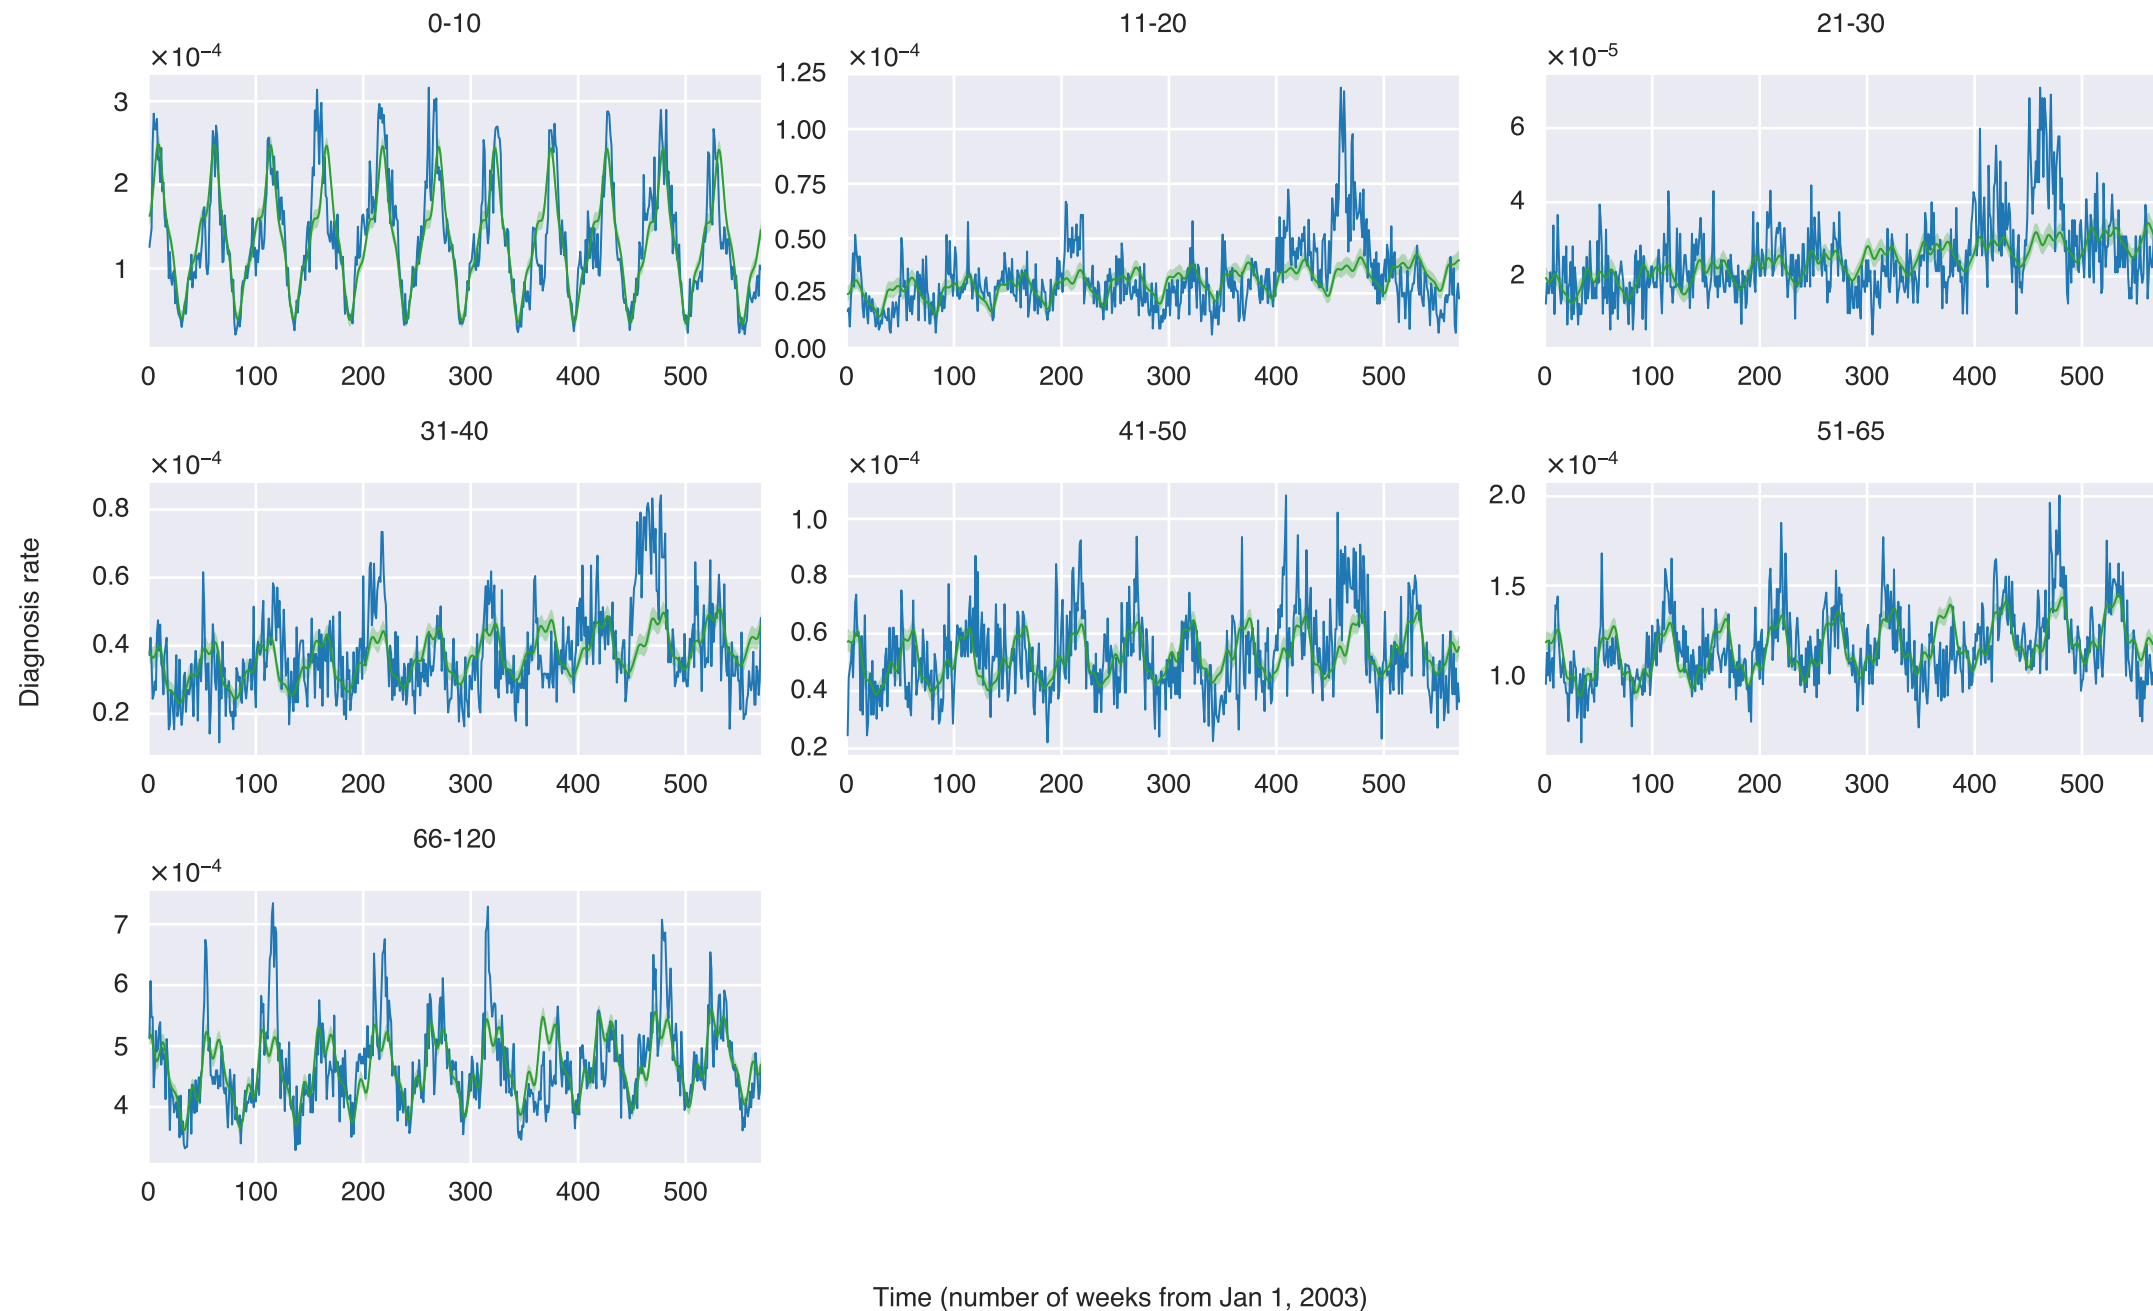 0-10 11-20 21-30
×10⁻⁴ ×10⁻⁴ ×10⁻⁵
3 2 1
1.25 1.00 0.75 0.50 0.25 0.00
6 4 2
0 100 200 300 400 500 0 100 200 300 400 500 0 100 200 300 400 500
31-40 41-50 51-65
×10⁻⁴ ×10⁻⁴ ×10⁻⁴
0.8 0.6 0.4 0.2
1.0 0.8 0.6 0.4 0.2
2.0 1.5 1.0
0 100 200 300 400 500 0 100 200 300 400 500 0 100 200 300 400 500
Diagnosis rate
66-120
×10⁻⁴
7 6 5 4
0 100 200 300 400 500
Time (number of weeks from Jan 1, 2003)